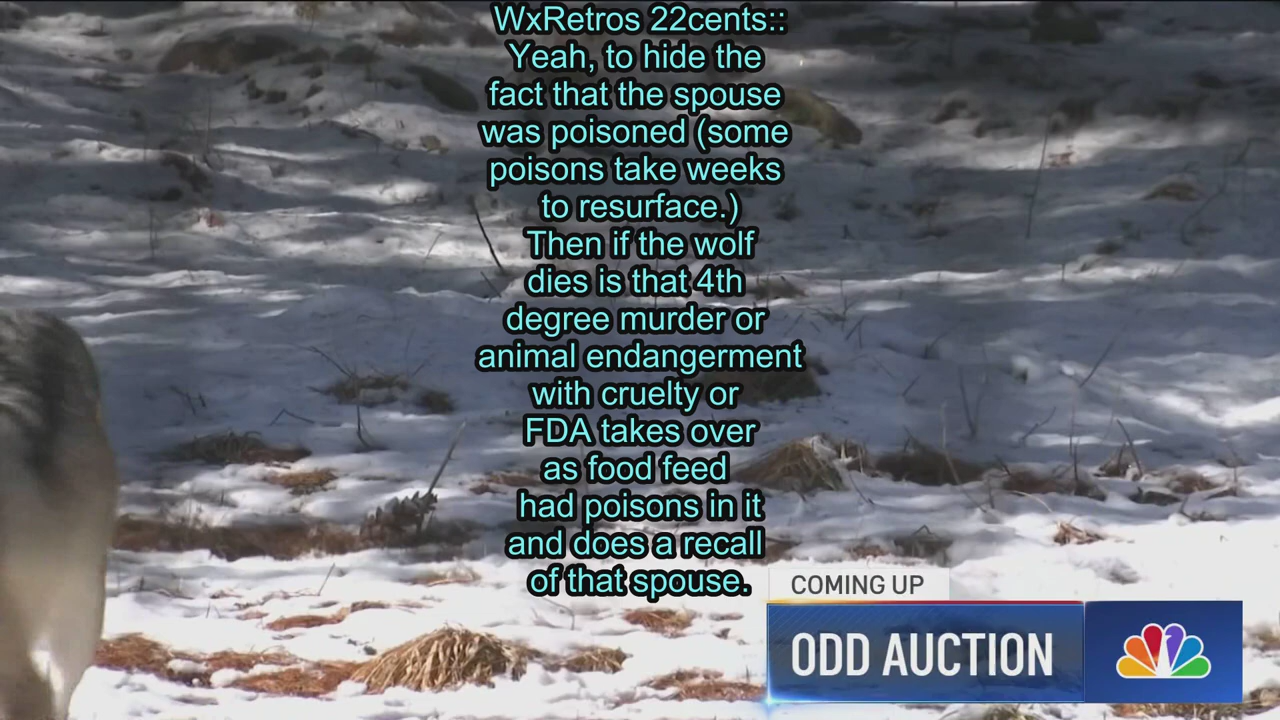 WxRetros 22cents::
Yeah, to hide the
fact that the spouse
was poisoned (some
poisons take weeks
to resurface.)
Then if the wolf
dies is that 4th
degree murder or
animal endangerment
with cruelty or
FDA takes over
as food feed
had poisons in it
and does a recall
of that spouse.
COMING UP
ODD AUCTION